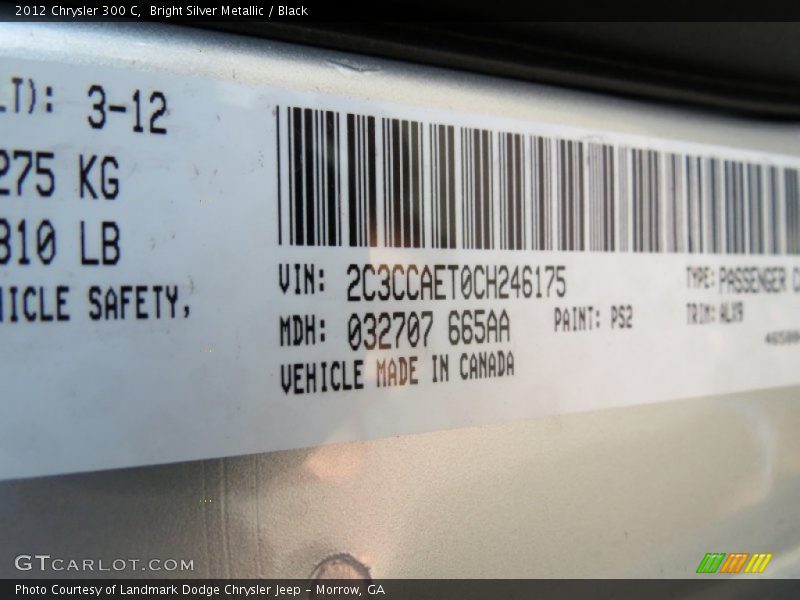 2012 Chrysler 300 C, Bright Silver Metallic / Black
LT): 3-12
275 KG
310 LB
HICLE SAFETY,
VIN: 2C3CCAET0CH246175
MDH: 032707 665AA
VEHICLE MADE IN CANADA
PAINT: PS2
TYPE: PASSENGER C
TRIM: ALX9
GTCARLOT.COM
Photo Courtesy of Landmark Dodge Chrysler Jeep - Morrow, GA